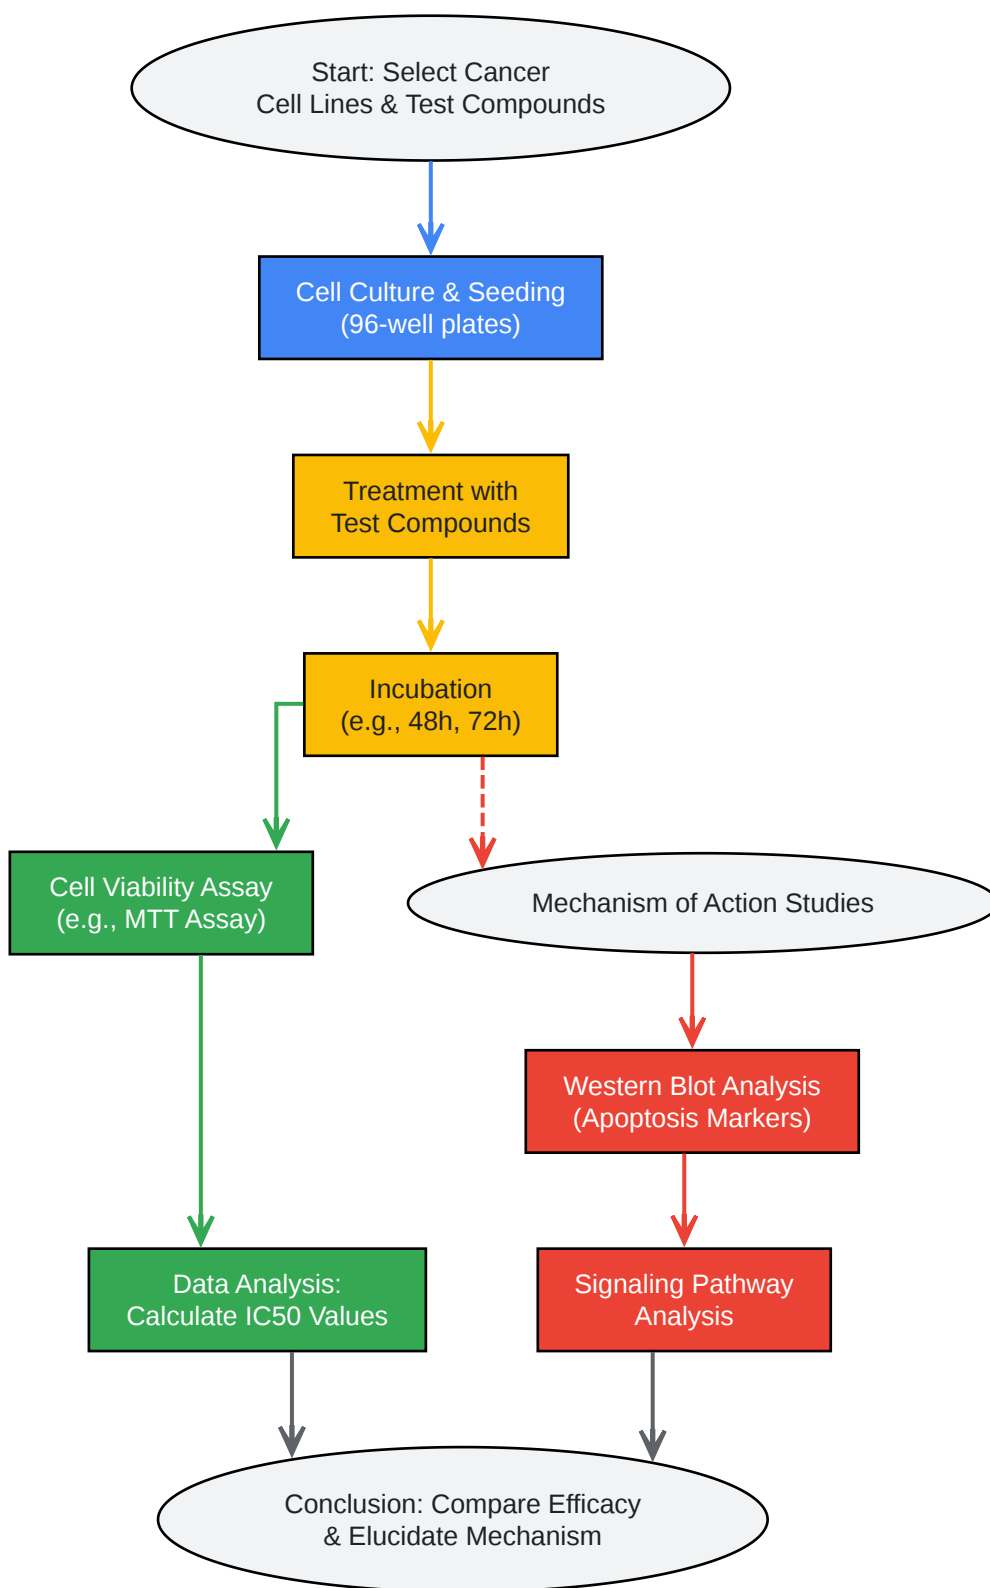 Start: Select Cancer
Cell Lines & Test Compounds
Cell Culture & Seeding
(96-well plates)
Treatment with
Test Compounds
Incubation
(e.g., 48h, 72h)
Cell Viability Assay
(e.g., MTT Assay)
Mechanism of Action Studies
Western Blot Analysis
(Apoptosis Markers)
Data Analysis:
Calculate IC50 Values
Signaling Pathway
Analysis
Conclusion: Compare Efficacy
& Elucidate Mechanism